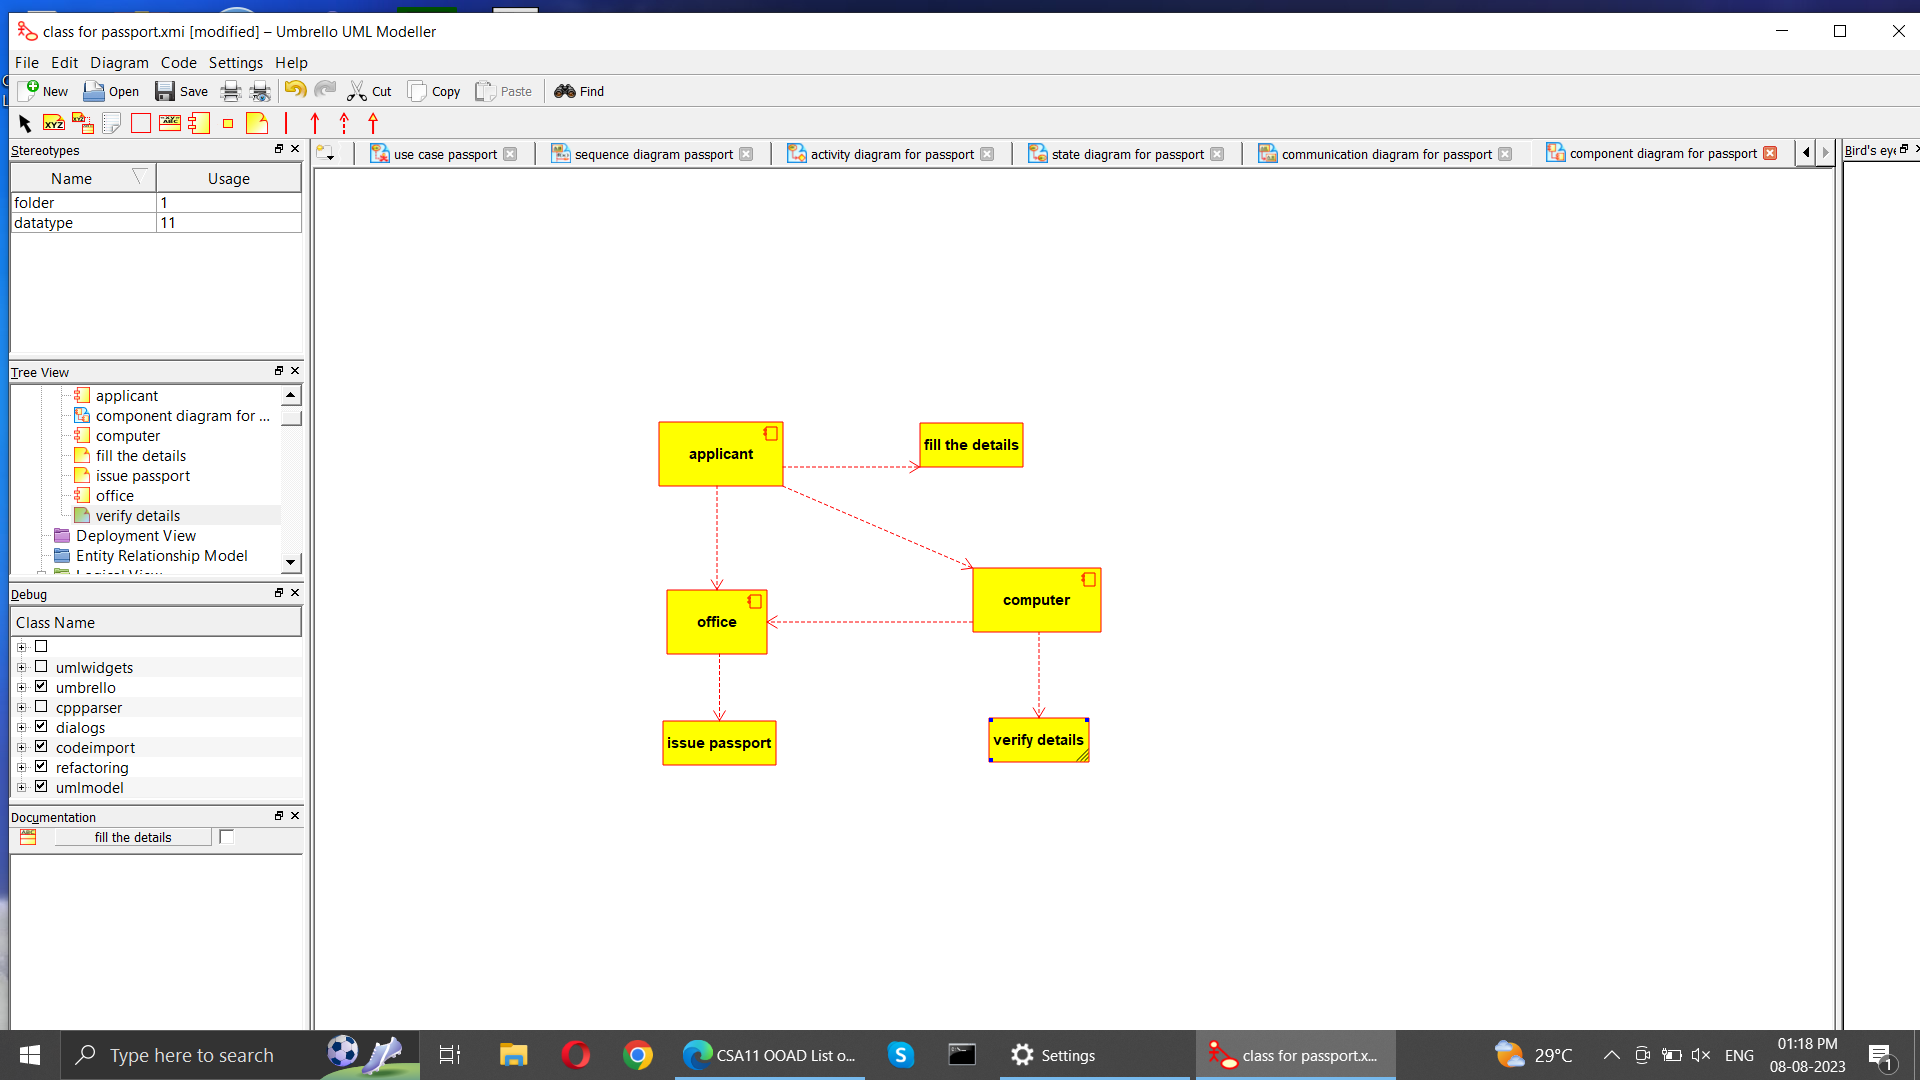 class for passport.xmi [modified] – Umbrello UML Modeller
File Edit Diagram Code Settings Help
New Open Save Cut Copy Paste Find
Stereotypes
Name Usage
folder 1
datatype 11
use case passport
sequence diagram passport
activity diagram for passport
state diagram for passport
communication diagram for passport
component diagram for passport
Bird's eye
Tree View
applicant
component diagram for ...
computer
fill the details
issue passport
office
verify details
Deployment View
Entity Relationship Model
Logical View
Debug
Class Name
umlwidgets
umbrello
cppparser
dialogs
codeimport
refactoring
umlmodel
Documentation
fill the details
applicant
fill the details
computer
office
issue passport
verify details
Type here to search
CSA11 OOAD List o...
Settings
class for passport.x...
29°C
ENG
01:18 PM
08-08-2023
1